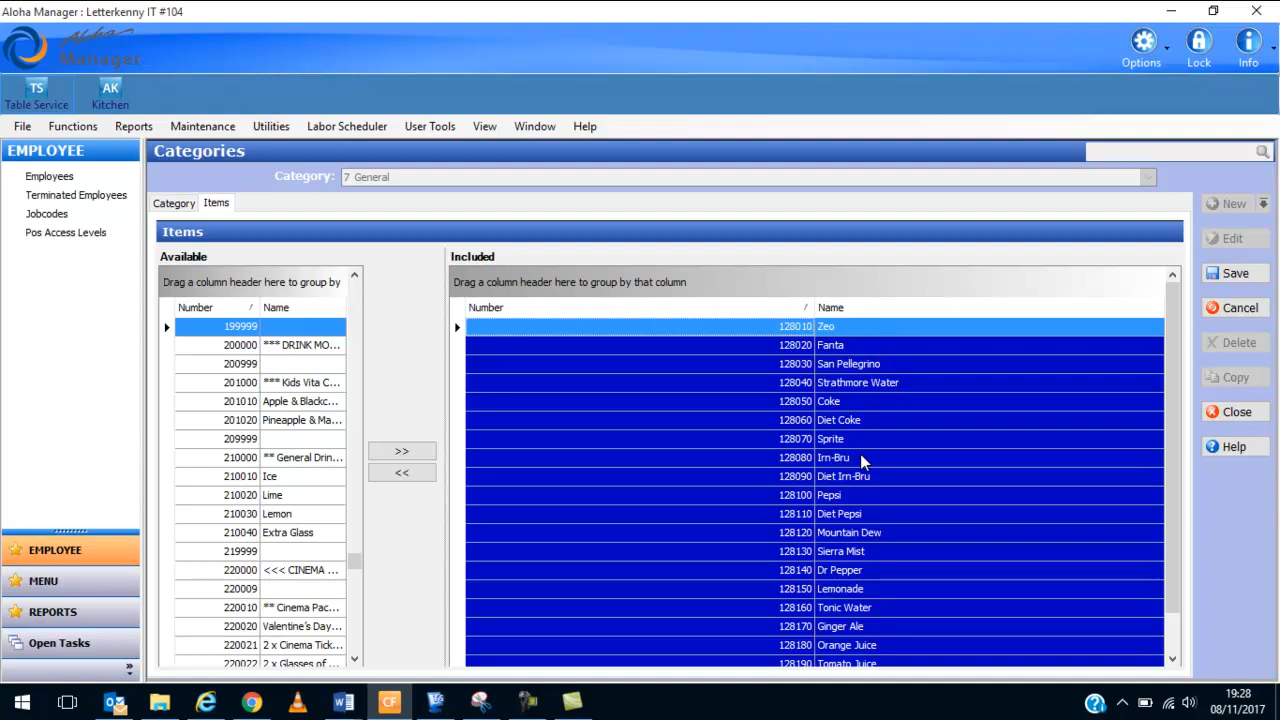 Aloha Manager : Letterkenny IT #104
Aloha
Manager
Options
Lock
Info
TS
Table Service
AK
Kitchen
File Functions Reports Maintenance Utilities Labor Scheduler User Tools View Window Help
EMPLOYEE
Employees
Terminated Employees
Jobcodes
Pos Access Levels
EMPLOYEE
MENU
REPORTS
Open Tasks
»
Categories
Category: 7 General
Category Items
Items
Available
Drag a column header here to group by
Number / Name
199999
200000 *** DRINK MO...
200999
201000 *** Kids Vita C...
201010 Apple & Blackc...
201020 Pineapple & Ma...
209999
210000 ** General Drin...
210010 Ice
210020 Lime
210030 Lemon
210040 Extra Glass
219999
220000 <<< CINEMA ...
220009
220010 ** Cinema Pac...
220020 Valentine's Day...
220021 2 x Cinema Tick...
220022 2 x Glasses of ...
>>
<<
Included
Drag a column header here to group by that column
Number / Name
128010 Zeo
128020 Fanta
128030 San Pellegrino
128040 Strathmore Water
128050 Coke
128060 Diet Coke
128070 Sprite
128080 Irn-Bru
128090 Diet Irn-Bru
128100 Pepsi
128110 Diet Pepsi
128120 Mountain Dew
128130 Sierra Mist
128140 Dr Pepper
128150 Lemonade
128160 Tonic Water
128170 Ginger Ale
128180 Orange Juice
128190 Tomato Juice
New
Edit
Save
Cancel
Delete
Copy
Close
Help
CF
19:28
08/11/2017